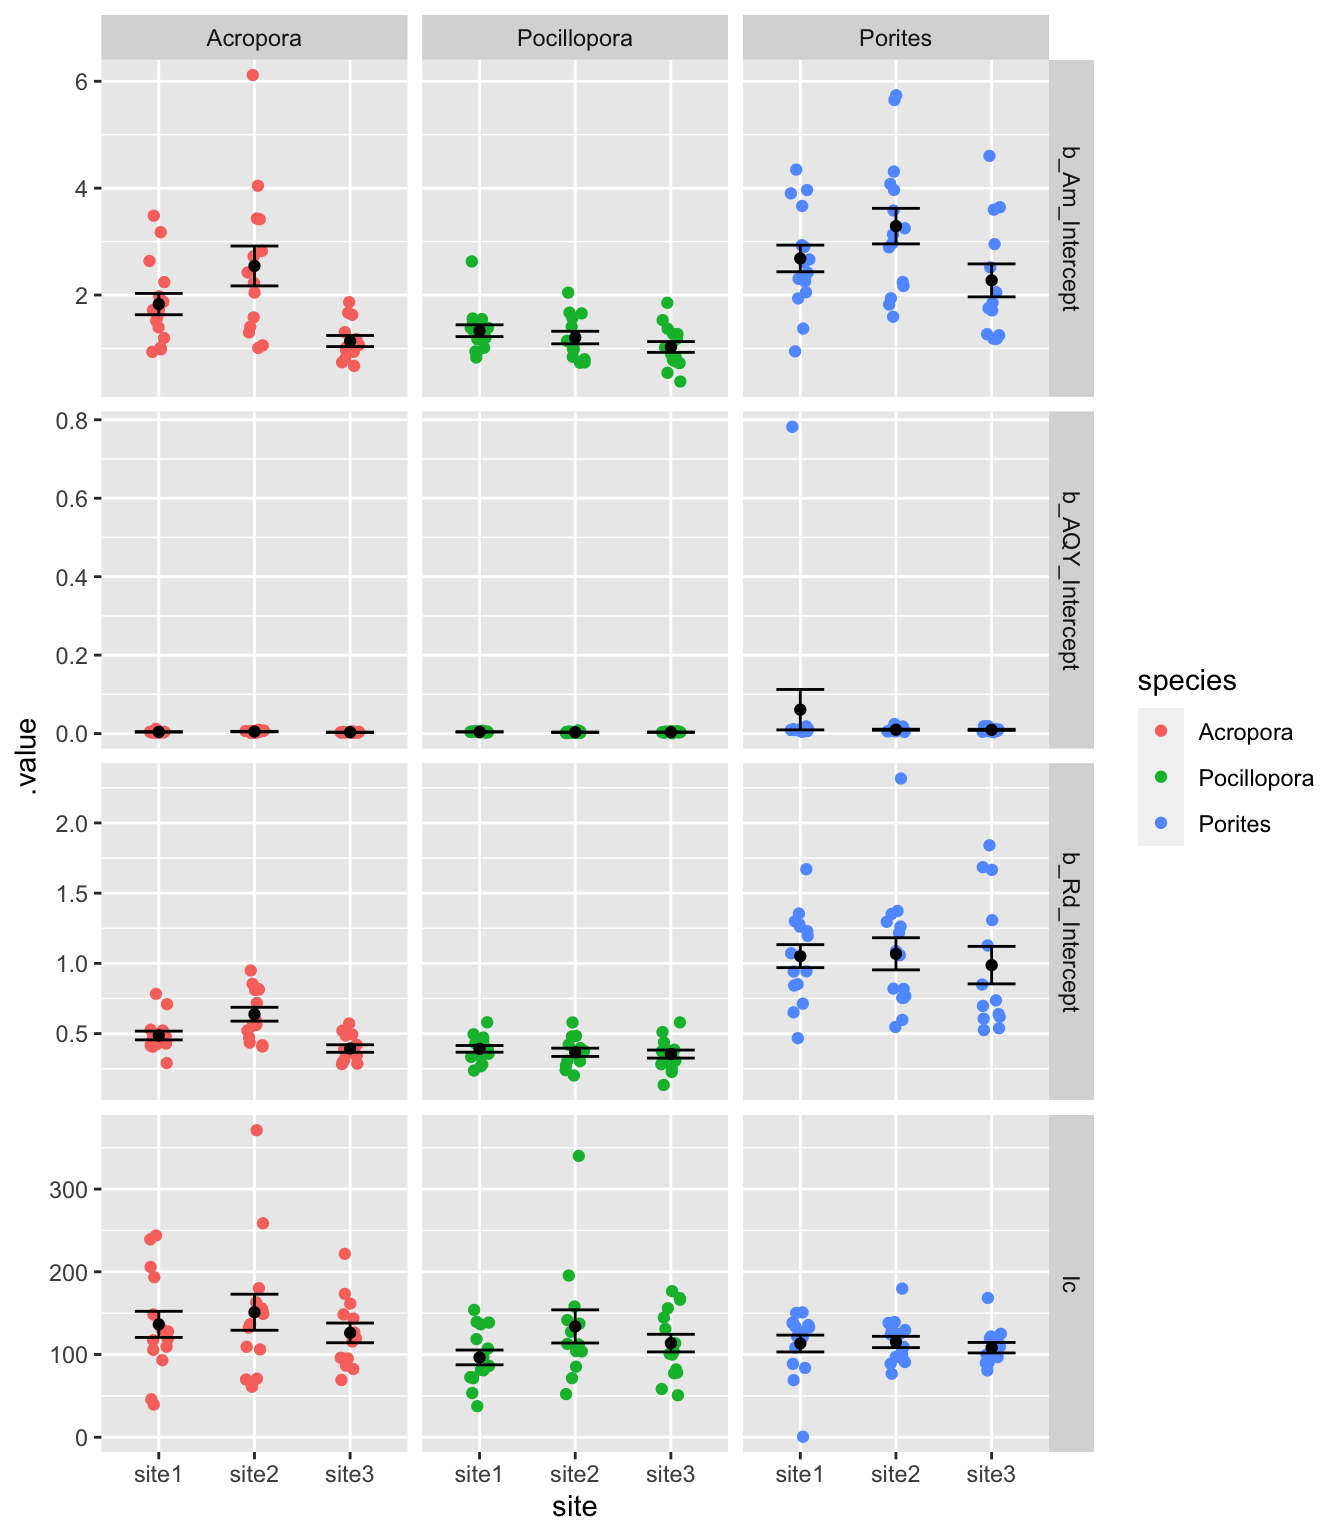 Acropora
Pocillopora
Porites
6
4
2
b_Am_Intercept
0.8
0.6
0.4
0.2
0.0
b_AQY_Intercept
2.0
1.5
1.0
0.5
b_Rd_Intercept
300
200
100
0
Ic
.value
site1 site2 site3
site1 site2 site3
site1 site2 site3
site
species
Acropora
Pocillopora
Porites